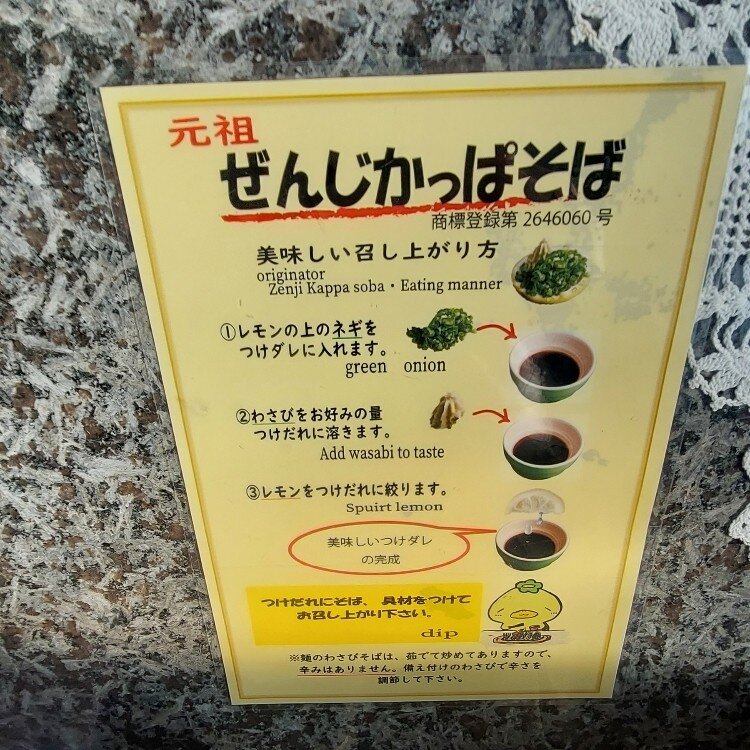 元祖
ぜんじかっぱそば
商標登録第 2646060 号
美味しい召し上がり方
originator
Zenji Kappa soba・Eating manner
①レモンの上のネギを
つけダレに入れます。
green onion
②わさびをお好みの量
つけだれに溶きます。
Add wasabi to taste
③レモンをつけだれに絞ります。
Spuirt lemon
美味しいつけダレ
の完成
つけだれにそば、具材をつけて
お召し上がり下さい。
dip
※麺のわさびそばは、茹でて炒めてありますので、
辛みはありません。備え付けのわさびで辛さを
調節して下さい。